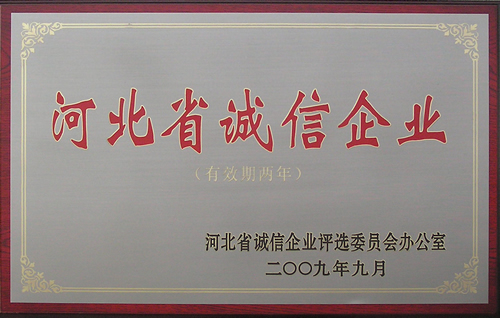 河北省诚信企业
（有效期两年）
河北省诚信企业评选委员会办公室
二〇〇九年九月